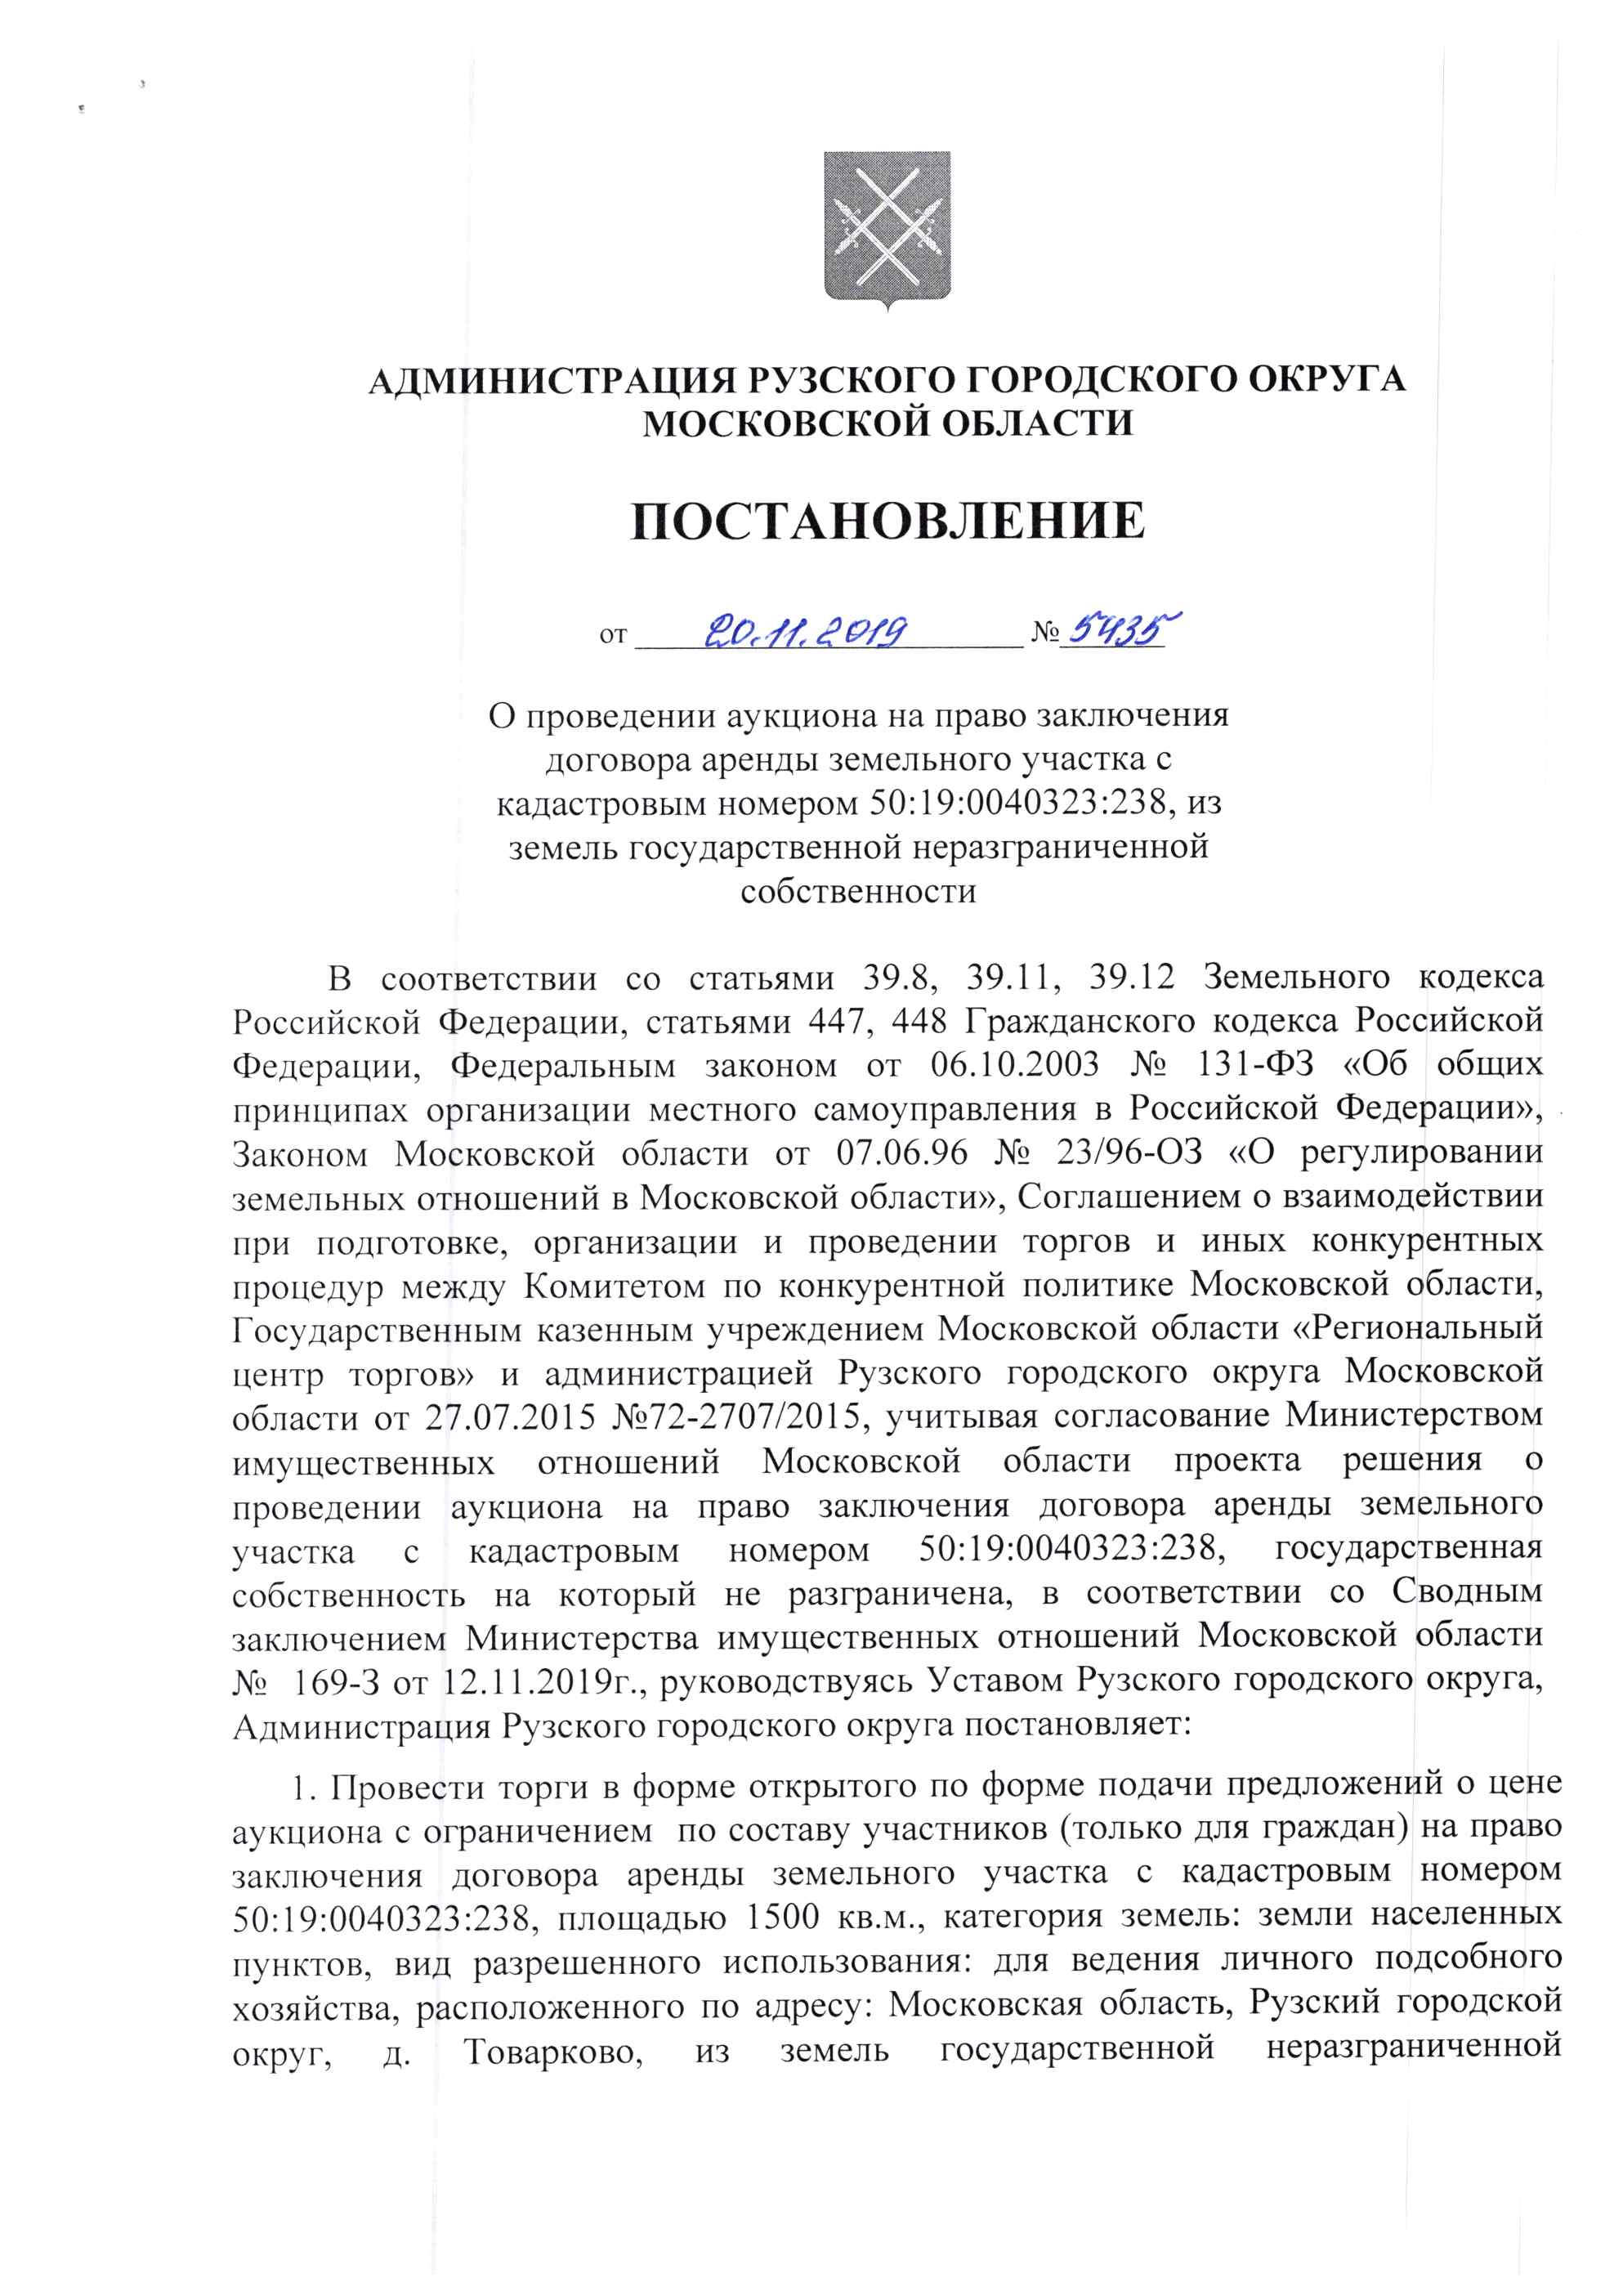 АДМИНИСТРАЦИЯ РУЗСКОГО ГОРОДСКОГО ОКРУГА
МОСКОВСКОЙ ОБЛАСТИ
ПОСТАНОВЛЕНИЕ
от 20.11.2019 № 5435
О проведении аукциона на право заключения
договора аренды земельного участка с
кадастровым номером 50:19:0040323:238, из
земель государственной неразграниченной
собственности
В соответствии со статьями 39.8, 39.11, 39.12 Земельного кодекса
Российской Федерации, статьями 447, 448 Гражданского кодекса Российской
Федерации, Федеральным законом от 06.10.2003 № 131-ФЗ «Об общих
принципах организации местного самоуправления в Российской Федерации»,
Законом Московской области от 07.06.96 № 23/96-ОЗ «О регулировании
земельных отношений в Московской области», Соглашением о взаимодействии
при подготовке, организации и проведении торгов и иных конкурентных
процедур между Комитетом по конкурентной политике Московской области,
Государственным казенным учреждением Московской области «Региональный
центр торгов» и администрацией Рузского городского округа Московской
области от 27.07.2015 №72-2707/2015, учитывая согласование Министерством
имущественных отношений Московской области проекта решения о
проведении аукциона на право заключения договора аренды земельного
участка с кадастровым номером 50:19:0040323:238, государственная
собственность на который не разграничена, в соответствии со Сводным
заключением Министерства имущественных отношений Московской области
№ 169-З от 12.11.2019г., руководствуясь Уставом Рузского городского округа,
Администрация Рузского городского округа постановляет:
1. Провести торги в форме открытого по форме подачи предложений о цене
аукциона с ограничением по составу участников (только для граждан) на право
заключения договора аренды земельного участка с кадастровым номером
50:19:0040323:238, площадью 1500 кв.м., категория земель: земли населенных
пунктов, вид разрешенного использования: для ведения личного подсобного
хозяйства, расположенного по адресу: Московская область, Рузский городской
округ, д. Товарково, из земель государственной неразграниченной